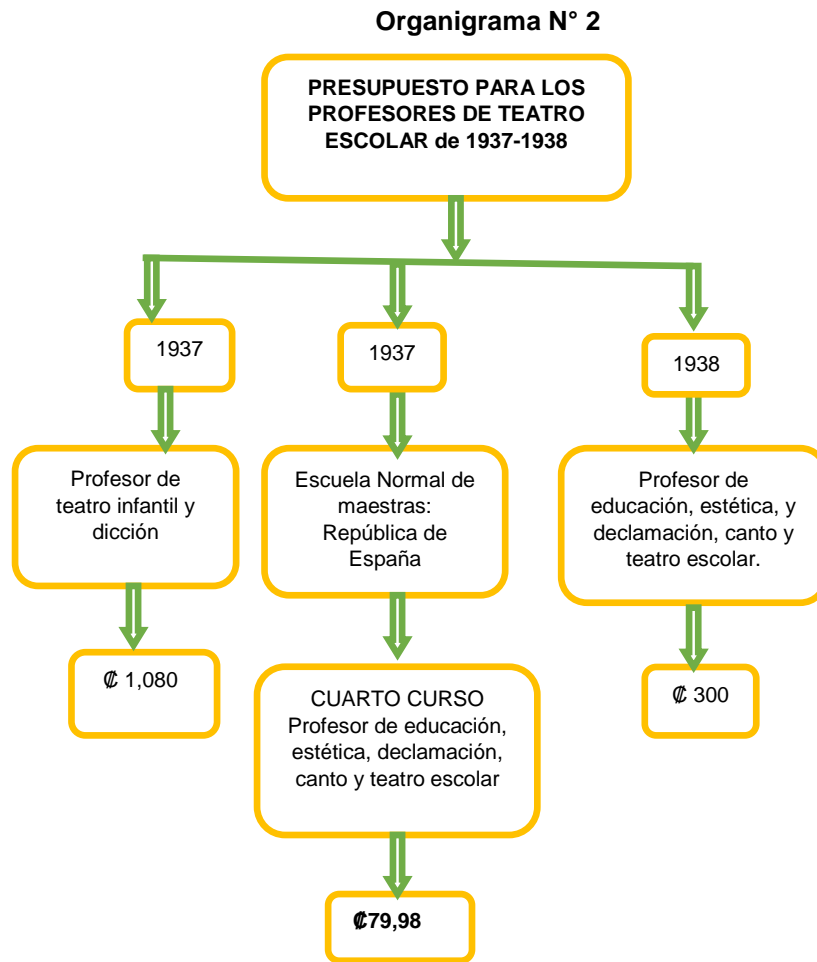 Organigrama N° 2
PRESUPUESTO PARA LOS
PROFESORES DE TEATRO
ESCOLAR de 1937-1938
1937
1937
1938
Profesor de
teatro infantil y
dicción
Escuela Normal de
maestras:
República de
España
Profesor de
educación, estética, y
declamación, canto y
teatro escolar.
₡ 1,080
CUARTO CURSO
Profesor de educación,
estética, declamación,
canto y teatro escolar
₡ 300
₡79,98